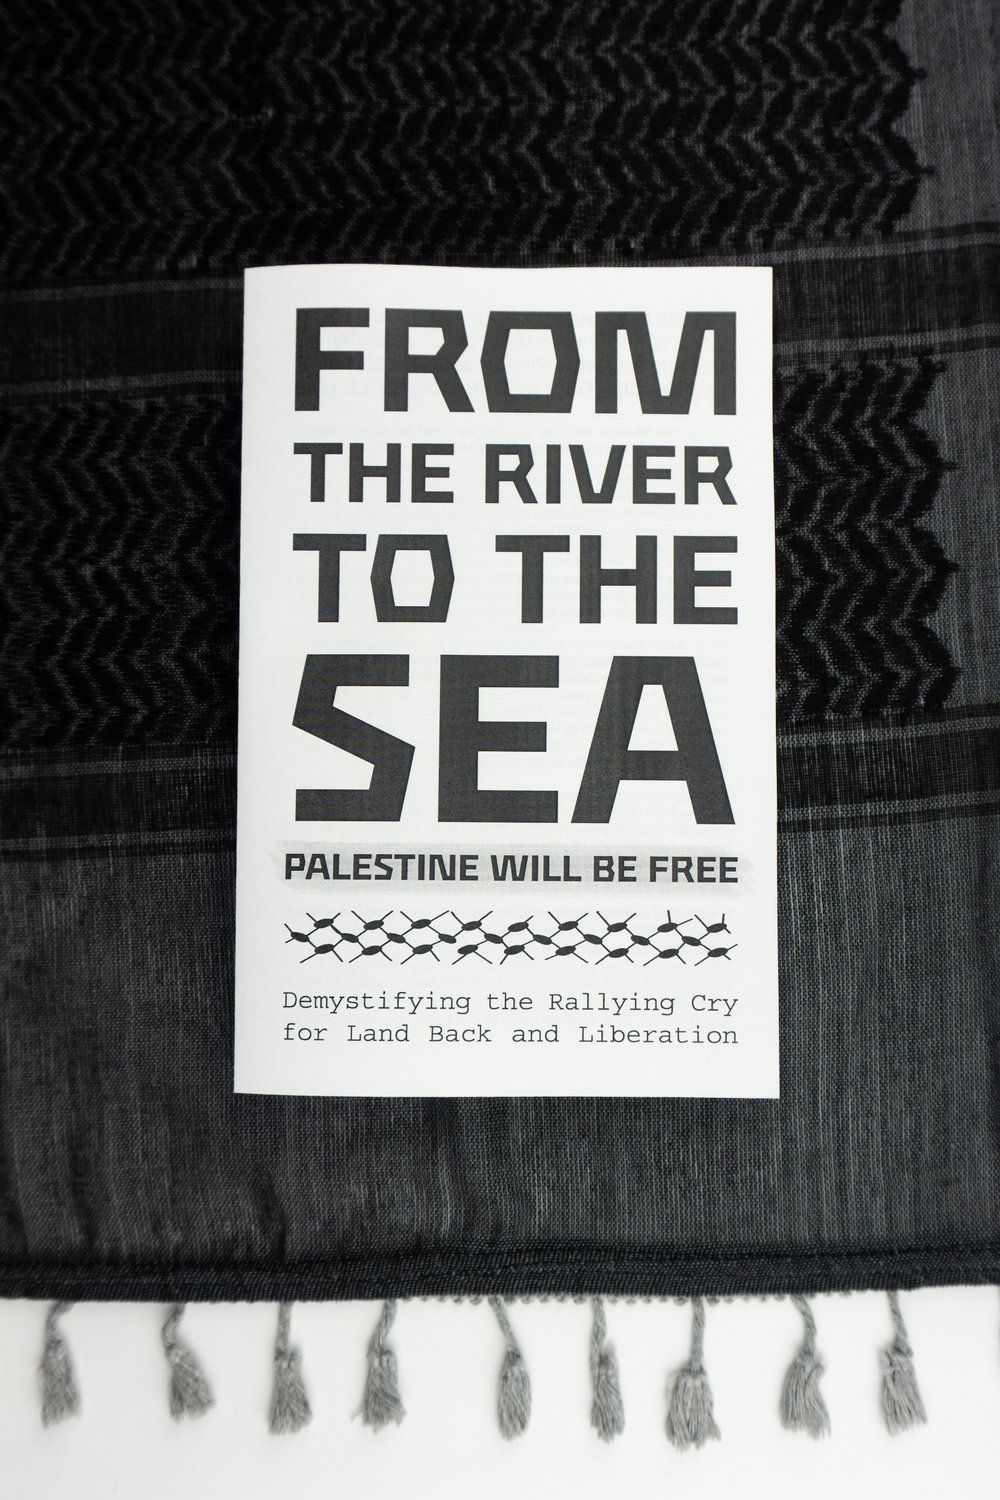 FROM
THE RIVER
TO THE
SEA
PALESTINE WILL BE FREE
Demystifying the Rallying Cry
for Land Back and Liberation